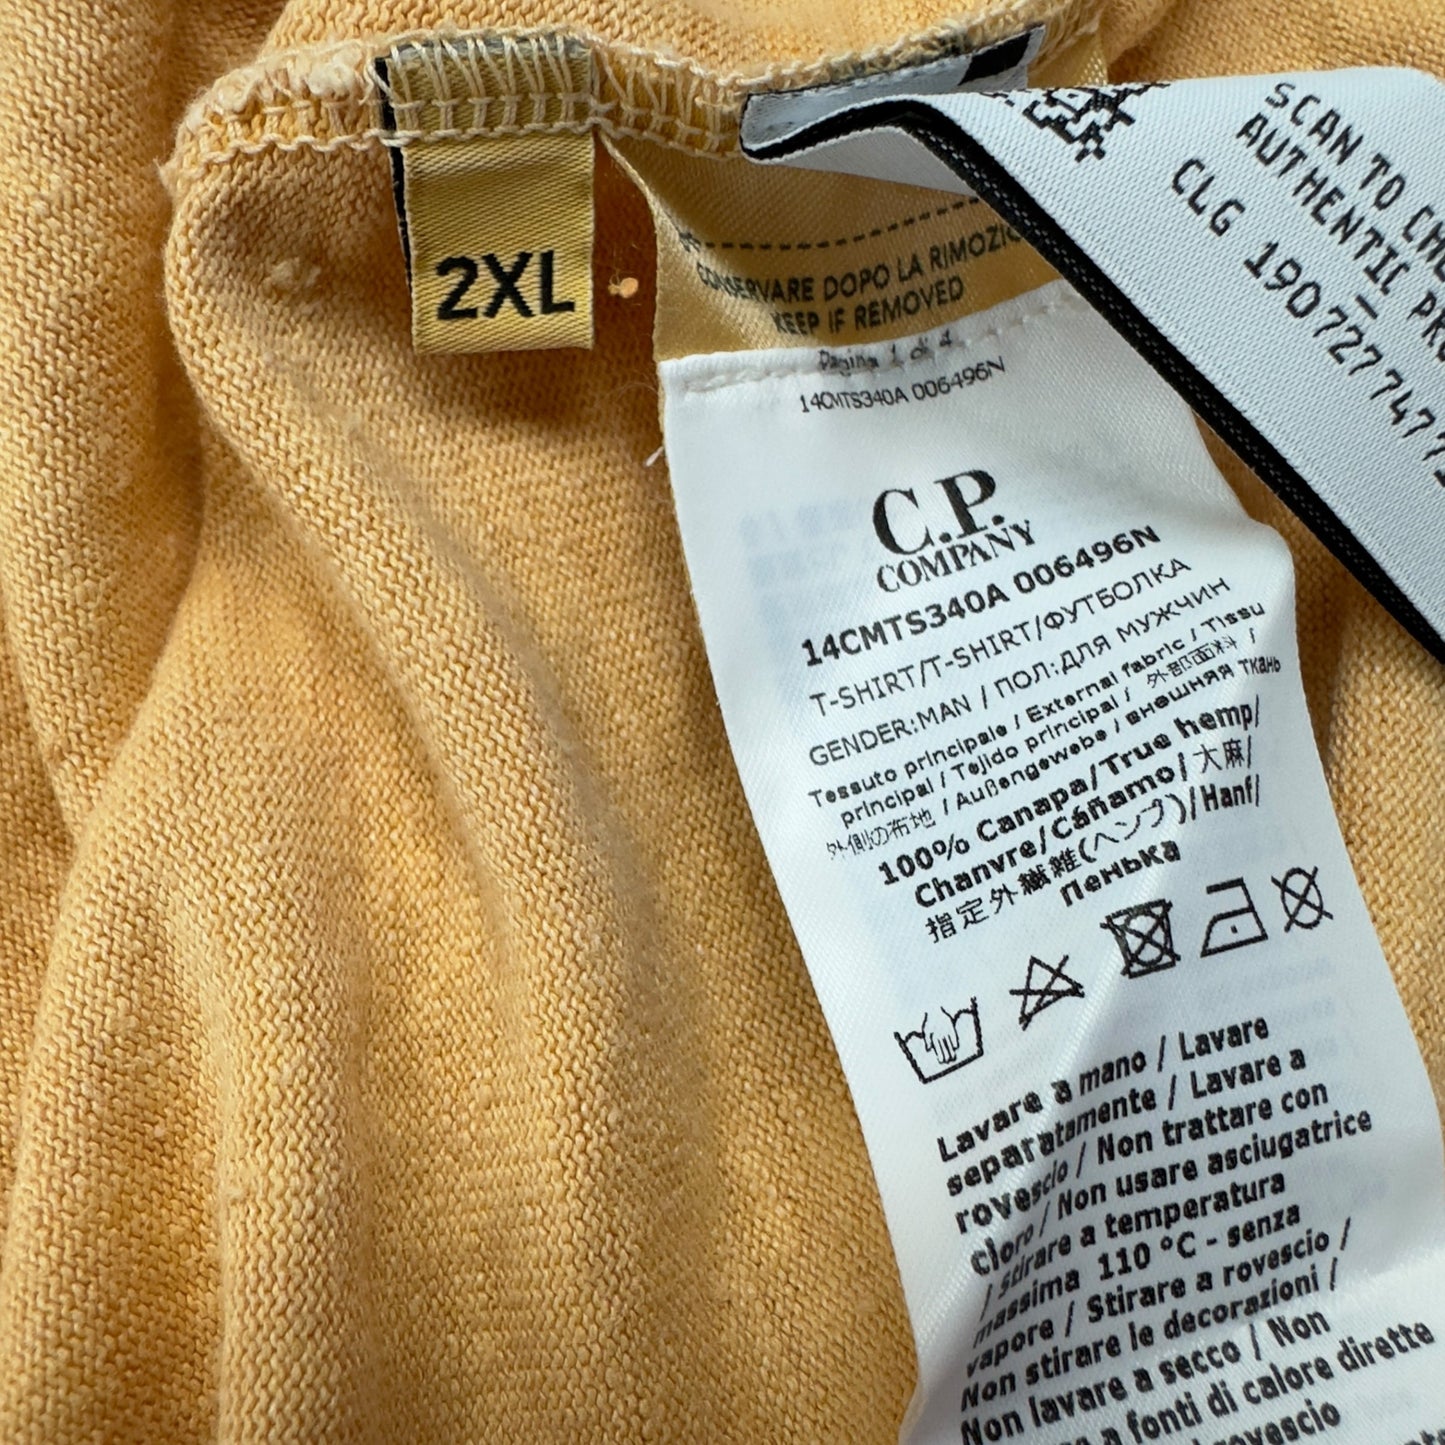 2XL
CONSERVARE DOPO LA
KEEP IF REMOVED
SCAN TO
AUTHENTIC
CLG 190727747
Pagina 1 di 4
14CMTS340A 006496N
C.P.
COMPANY
14CMTS340A 006496N
T-SHIRT/T-SHIRT/ФУТБОЛКА
GENDER:MAN / ПОЛ:ДЛЯ МУЖЧИН
Tessuto principale / External fabric / Tissu
principal / Tejido principal / 外部面料 /
外側の布地 / Außengewebe / внешняя ткань
100% Canapa/True hemp/
Chanvre/Cáñamo/大麻/
指定外繊維(ヘンプ)/Hanf/
Пенька
Lavare a mano / Lavare
separatamente / Lavare a
rovescio / Non trattare con
cloro / Non usare asciugatrice
/ Stirare a temperatura
massima 110 °C - senza
vapore / Stirare a rovescio /
Non stirare le decorazioni /
Non lavare a secco / Non
a fonti di calore dirette
rovescio